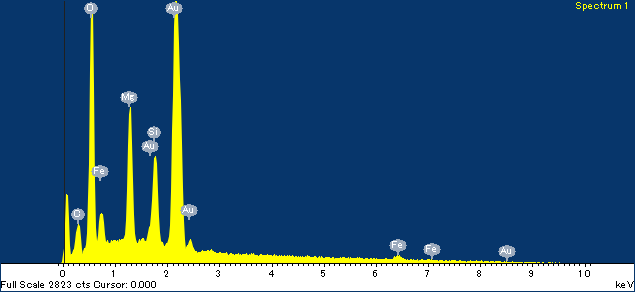 Spectrum 1
O Au
Mg
Si
Au
Fe
C Au
Fe Fe Au
0 1 2 3 4 5 6 7 8 9 10
Full Scale 2823 cts Cursor: 0.000 keV